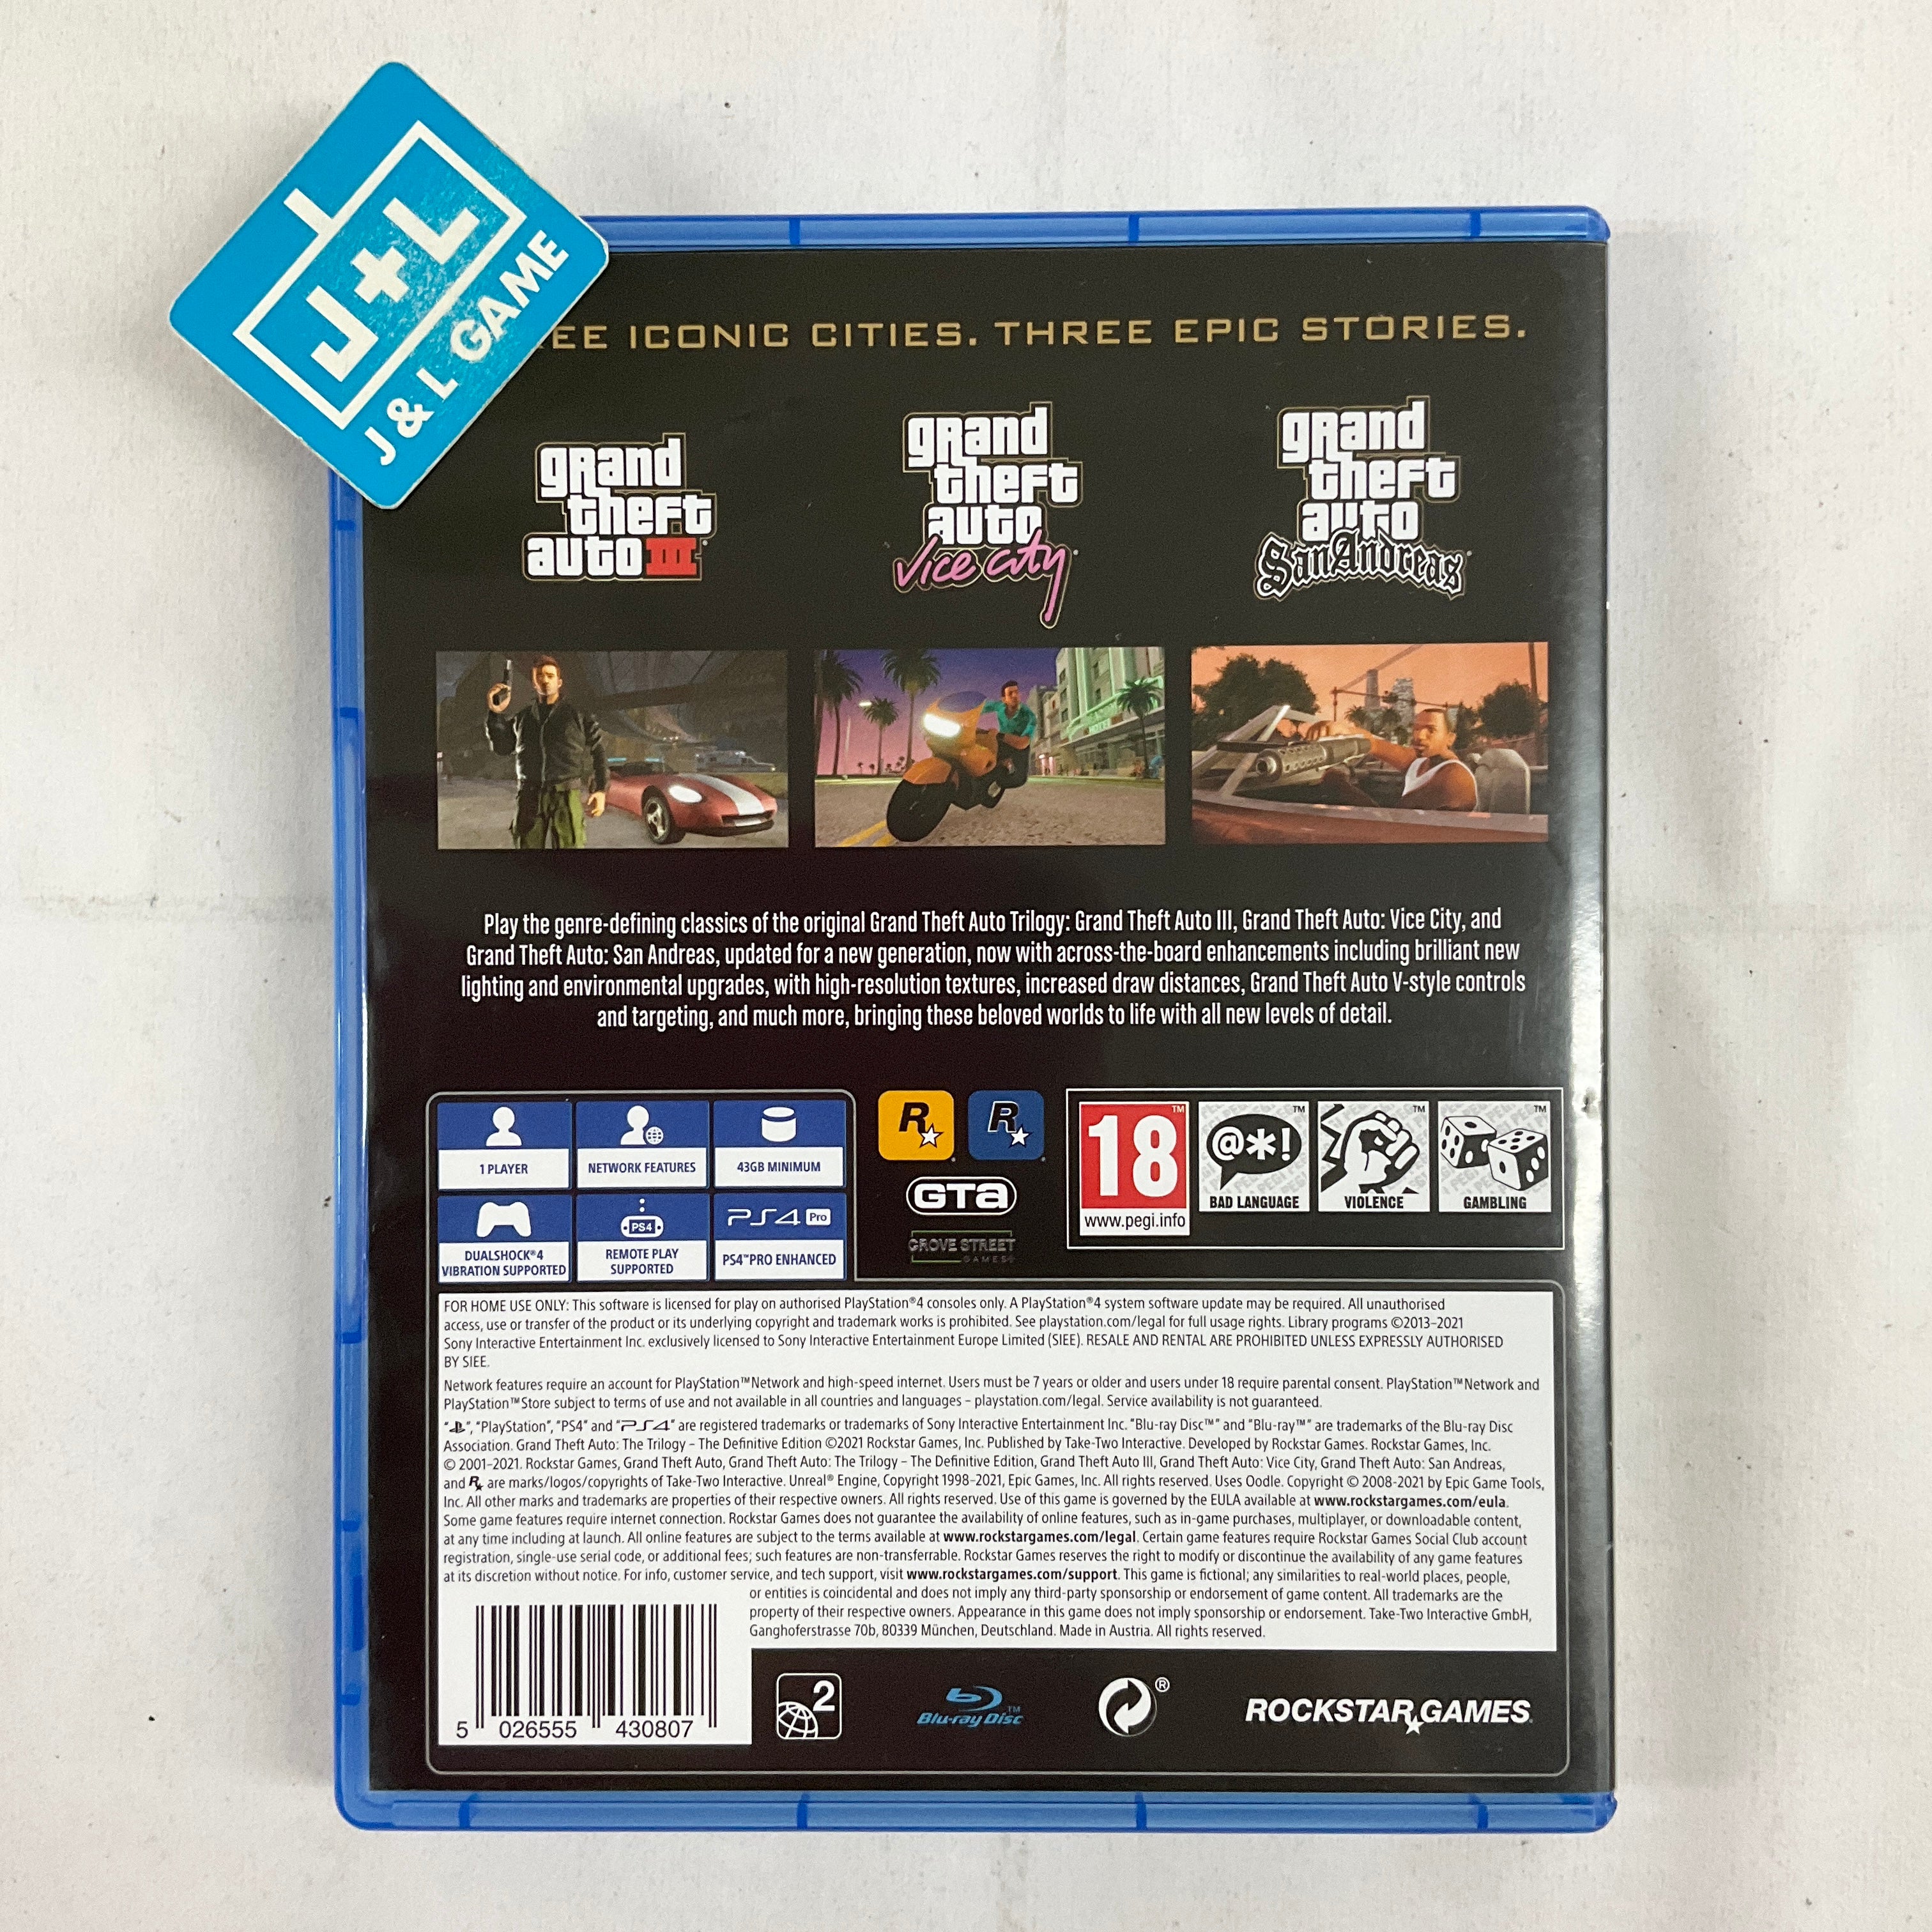 J+L
J & L GAME
EE ICONIC CITIES. THREE EPIC STORIES.
grand
theft
auto III
grand
theft
auto
Vice City
grand
theft
auto
San Andreas
Play the genre-defining classics of the original Grand Theft Auto Trilogy: Grand Theft Auto III, Grand Theft Auto: Vice City, and
Grand Theft Auto: San Andreas, updated for a new generation, now with across-the-board enhancements including brilliant new
lighting and environmental upgrades, with high-resolution textures, increased draw distances, Grand Theft Auto V-style controls
and targeting, and much more, bringing these beloved worlds to life with all new levels of detail.
1 PLAYER
NETWORK FEATURES
43GB MINIMUM
DUALSHOCK®4
VIBRATION SUPPORTED
PS4
REMOTE PLAY
SUPPORTED
PS4 Pro
PS4™PRO ENHANCED
R
R
GTA
GROVE STREET
GAMES®
18™
www.pegi.info
@*!™
BAD LANGUAGE
™
VIOLENCE
™
GAMBLING
FOR HOME USE ONLY: This software is licensed for play on authorised PlayStation®4 consoles only. A PlayStation®4 system software update may be required. All unauthorised
access, use or transfer of the product or its underlying copyright and trademark works is prohibited. See playstation.com/legal for full usage rights. Library programs ©2013-2021
Sony Interactive Entertainment Inc. exclusively licensed to Sony Interactive Entertainment Europe Limited (SIEE). RESALE AND RENTAL ARE PROHIBITED UNLESS EXPRESSLY AUTHORISED
BY SIEE.
Network features require an account for PlayStation™Network and high-speed internet. Users must be 7 years or older and users under 18 require parental consent. PlayStation™Network and
PlayStation™Store subject to terms of use and not available in all countries and languages – playstation.com/legal. Service availability is not guaranteed.
"", "PlayStation", "PS4" and "PS4" are registered trademarks or trademarks of Sony Interactive Entertainment Inc. "Blu-ray Disc™" and "Blu-ray™" are trademarks of the Blu-ray Disc
Association. Grand Theft Auto: The Trilogy – The Definitive Edition ©2021 Rockstar Games, Inc. Published by Take-Two Interactive. Developed by Rockstar Games. Rockstar Games, Inc.
© 2001-2021. Rockstar Games, Grand Theft Auto, Grand Theft Auto: The Trilogy – The Definitive Edition, Grand Theft Auto III, Grand Theft Auto: Vice City, Grand Theft Auto: San Andreas,
and R are marks/logos/copyrights of Take-Two Interactive. Unreal® Engine, Copyright 1998-2021, Epic Games, Inc. All rights reserved. Uses Oodle. Copyright © 2008-2021 by Epic Game Tools,
Inc. All other marks and trademarks are properties of their respective owners. All rights reserved. Use of this game is governed by the EULA available at www.rockstargames.com/eula.
Some game features require internet connection. Rockstar Games does not guarantee the availability of online features, such as in-game purchases, multiplayer, or downloadable content,
at any time including at launch. All online features are subject to the terms available at www.rockstargames.com/legal. Certain game features require Rockstar Games Social Club account
registration, single-use serial code, or additional fees; such features are non-transferrable. Rockstar Games reserves the right to modify or discontinue the availability of any game features
at its discretion without notice. For info, customer service, and tech support, visit www.rockstargames.com/support. This game is fictional; any similarities to real-world places, people,
or entities is coincidental and does not imply any third-party sponsorship or endorsement of game content. All trademarks are the
property of their respective owners. Appearance in this game does not imply sponsorship or endorsement. Take-Two Interactive GmbH,
Ganghoferstrasse 70b, 80339 München, Deutschland. Made in Austria. All rights reserved.
5 026555 430807
2
Blu-ray Disc™
®
ROCKSTAR GAMES